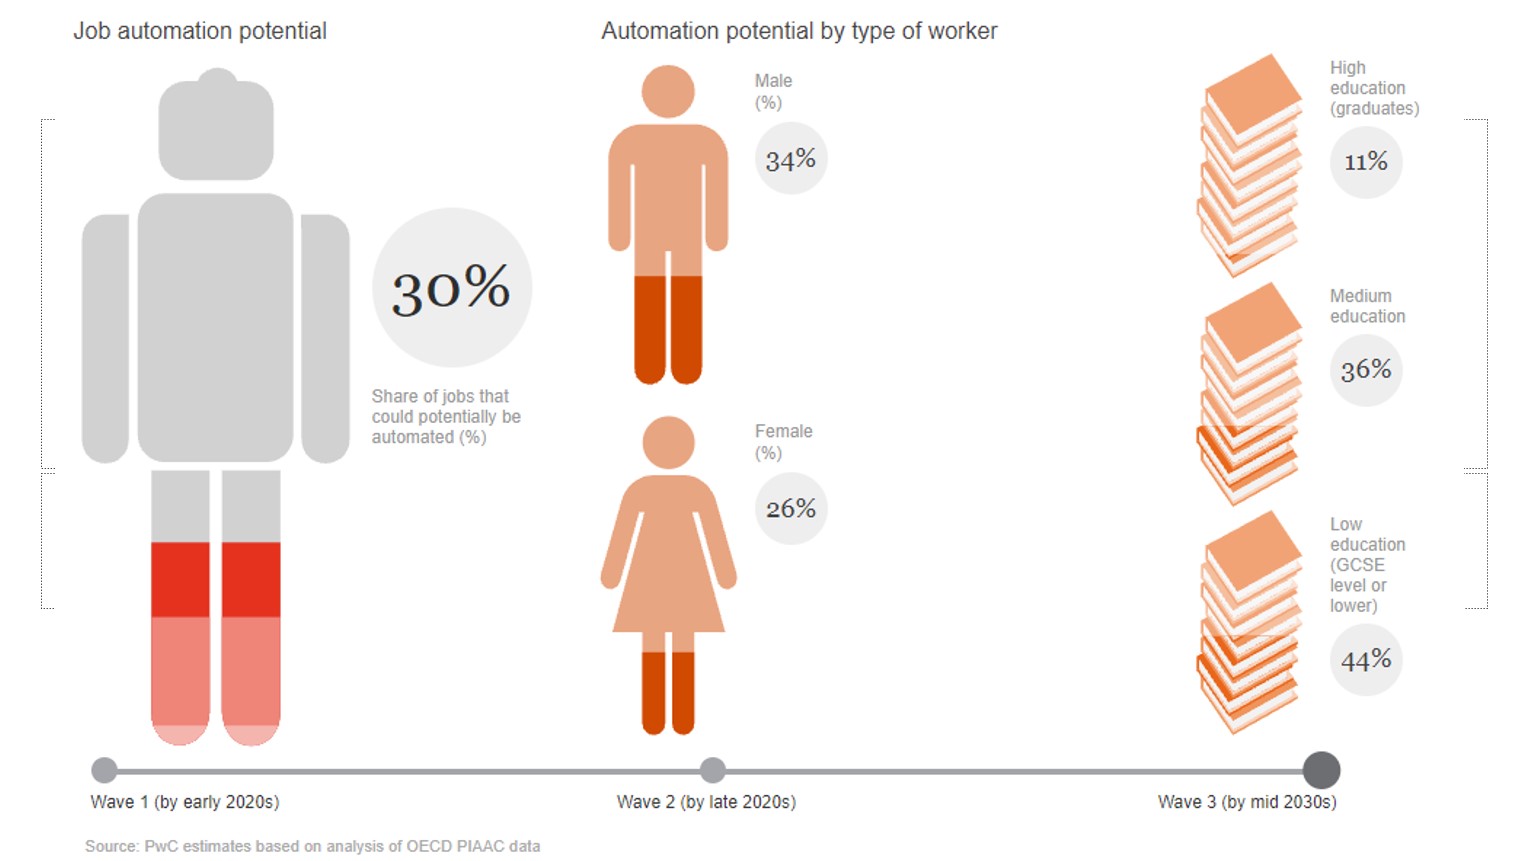 Job automation potential
30%
Share of jobs that
could potentially be
automated (%)
Automation potential by type of worker
Male
(%)
34%
Female
(%)
26%
High
education
(graduates)
11%
Medium
education
36%
Low
education
(GCSE
level or
lower)
44%
Wave 1 (by early 2020s)
Wave 2 (by late 2020s)
Wave 3 (by mid 2030s)
Source: PwC estimates based on analysis of OECD PIAAC data